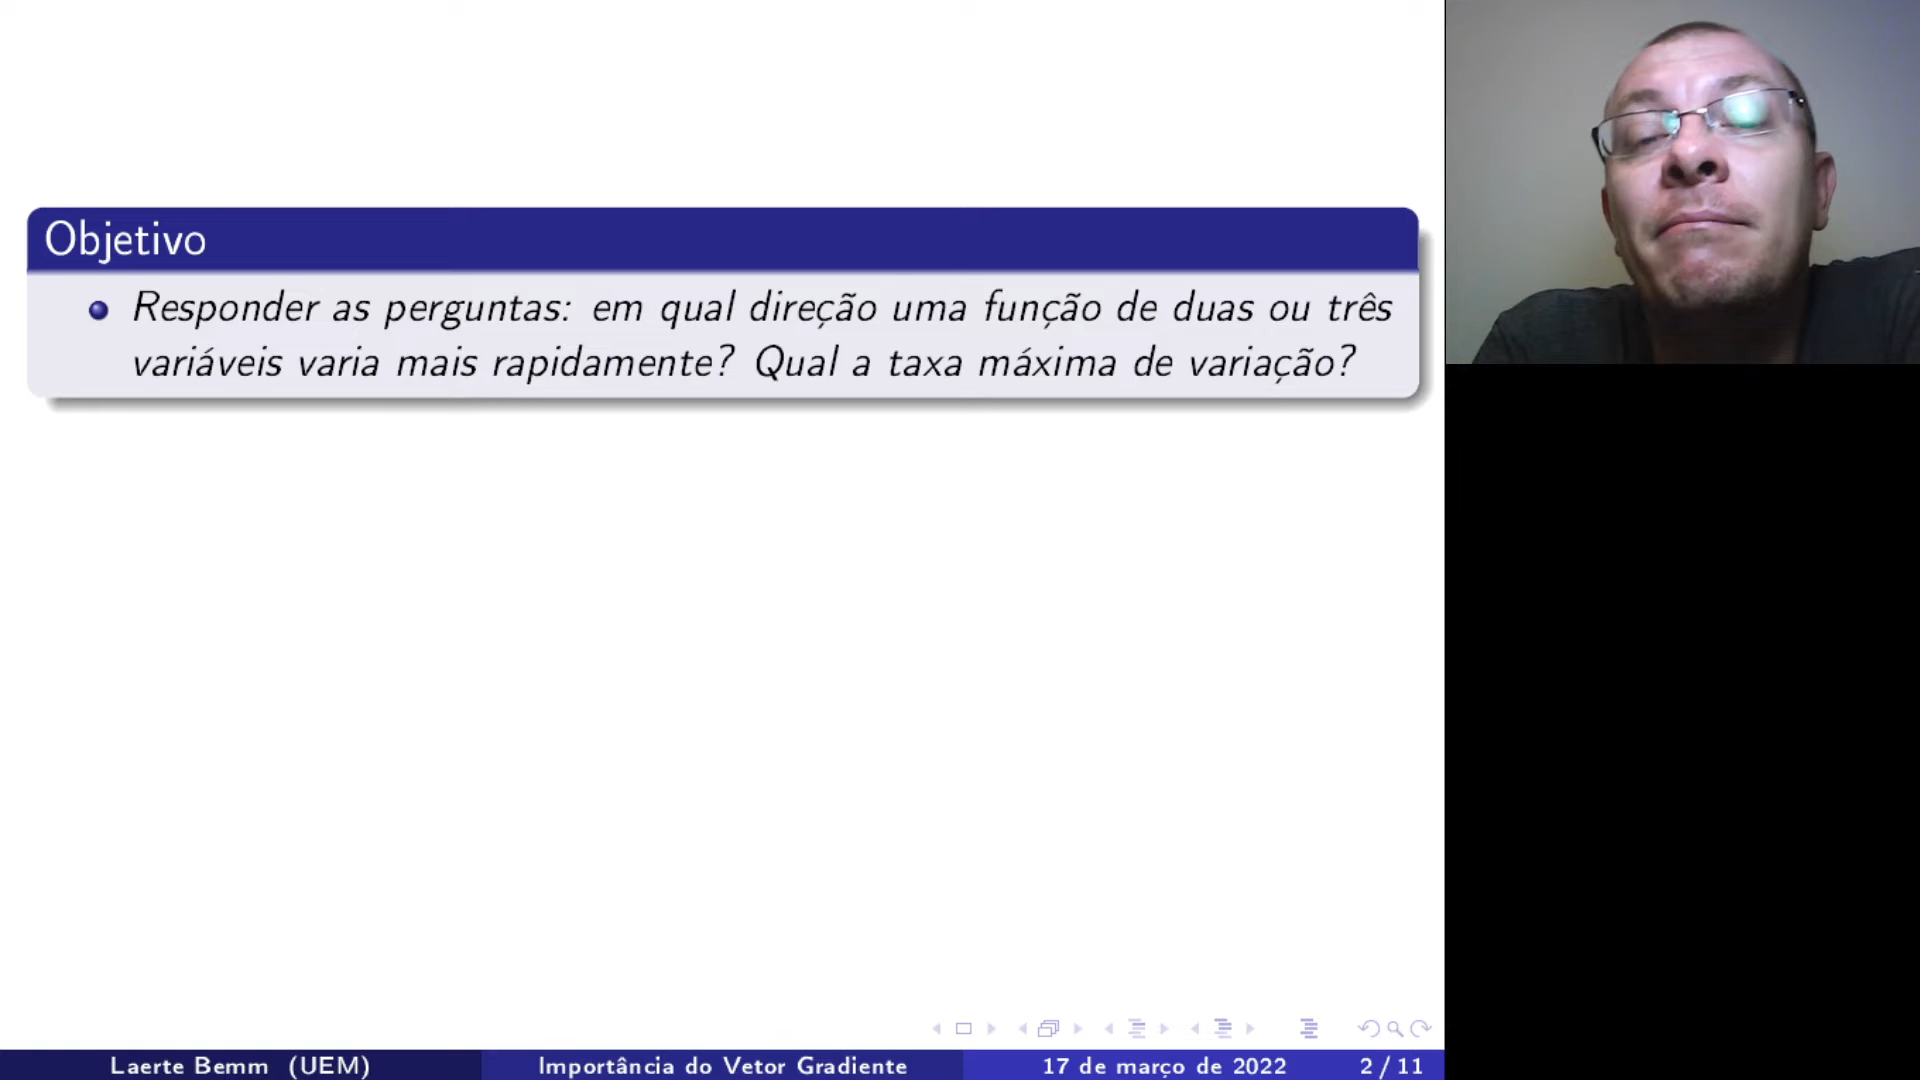 Objetivo
Responder as perguntas: em qual direção uma função de duas ou três
variáveis varia mais rapidamente? Qual a taxa máxima de variação?
Laerte Bemm (UEM)
Importância do Vetor Gradiente
17 de março de 2022
2 / 11